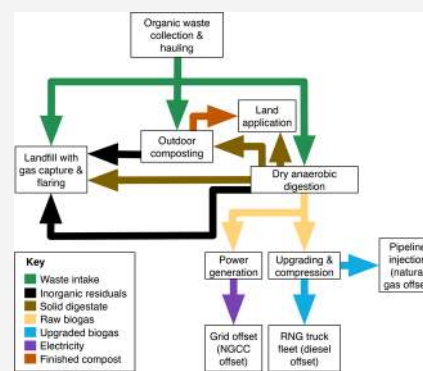 Organic waste
collection &
hauling
Land
application
Outdoor
composting
Landfill with
gas capture &
flaring
Dry anaerobic
digestion
Power
generation
Upgrading &
compression
Pipeline
injection
(natura
gas offse
Grid offset
(NGCC
offset)
RNG truck
fleet (diesel
offset)
Key
Waste intake
Inorganic residuals
Solid digestate
Raw biogas
Upgraded biogas
Electricity
Finished compost